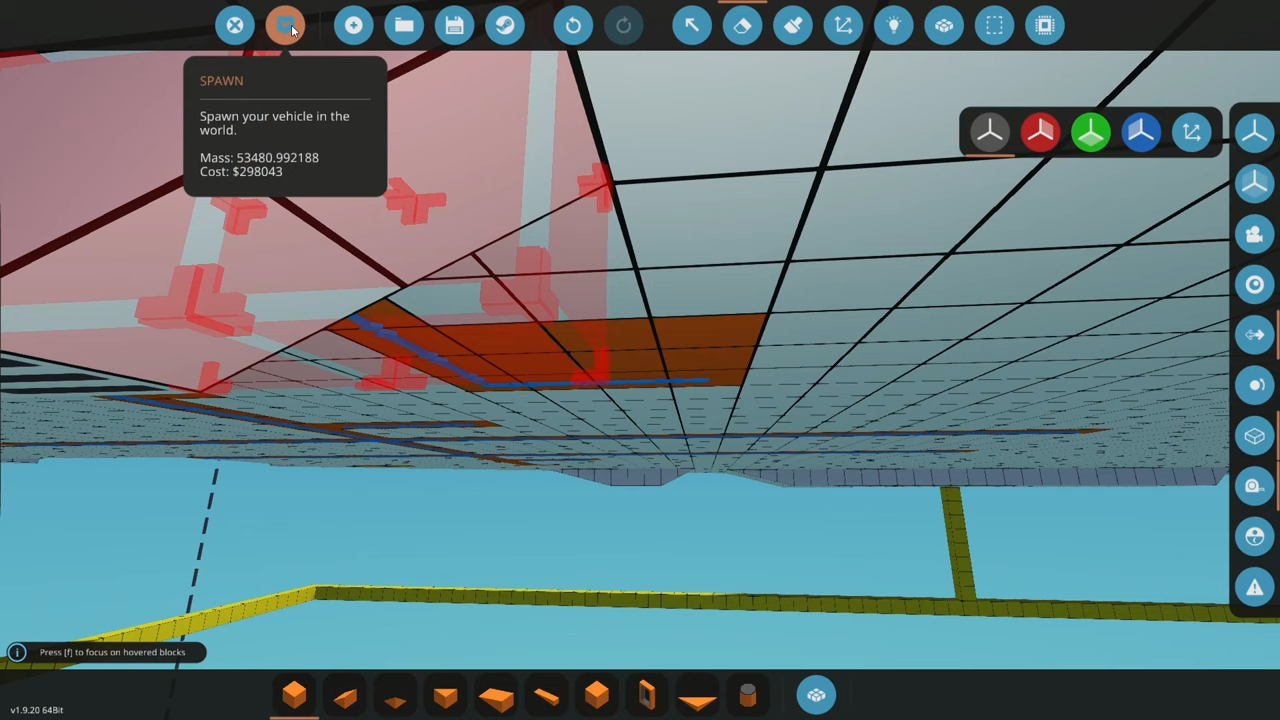 SPAWN
Spawn your vehicle in the
world.
Mass: 53480.992188
Cost: $298043
Press [f] to focus on hovered blocks
v1.9.20 64Bit